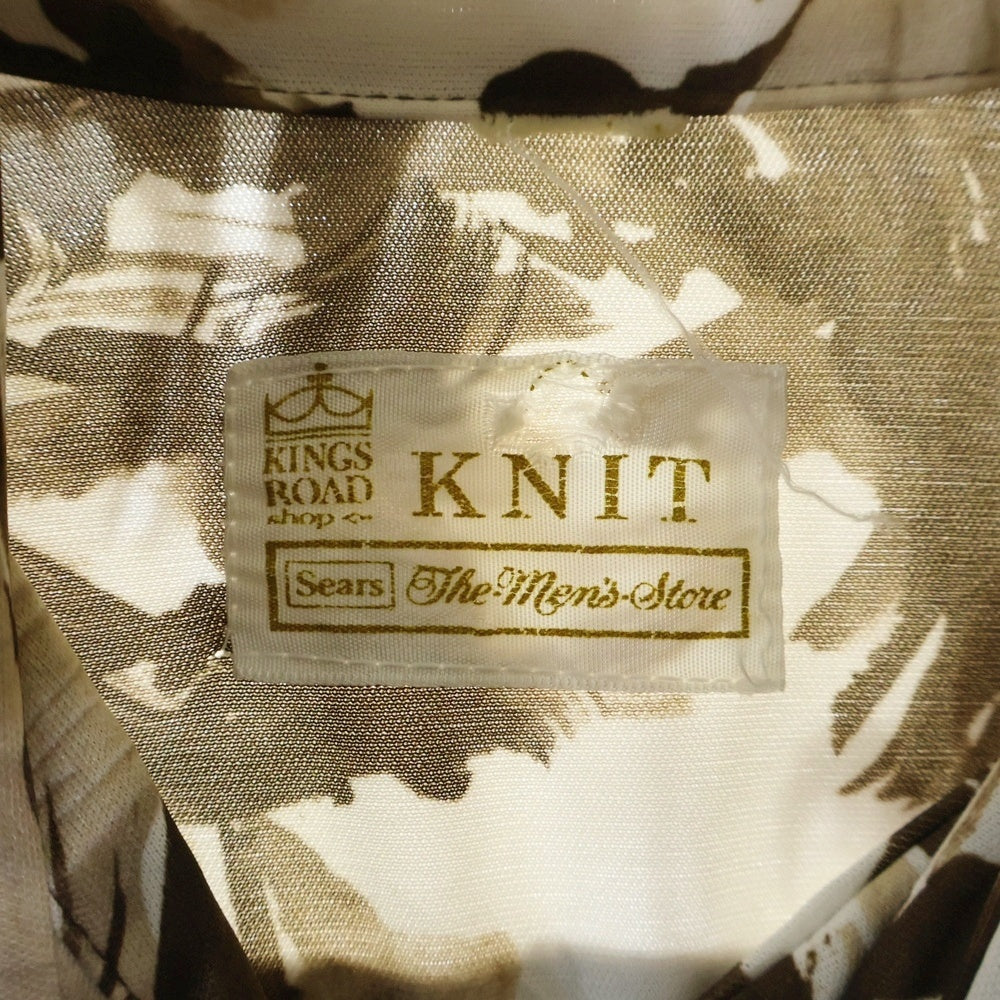 KINGS
ROAD
shop
KNIT
Sears The Men's Store